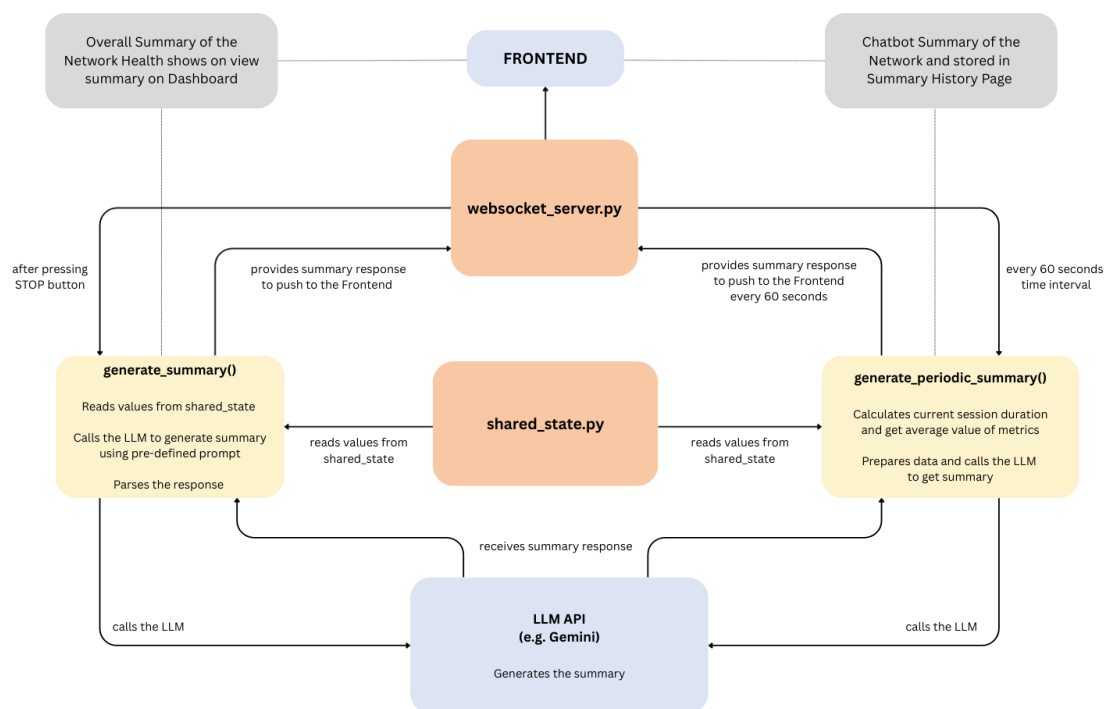 Overall Summary of the
Network Health shows on view
summary on Dashboard
FRONTEND
Chatbot Summary of the
Network and stored in
Summary History Page
websocket_server.py
after pressing
STOP button
provides summary response
to push to the Frontend
provides summary response
to push to the Frontend
every 60 seconds
every 60 seconds
time interval
generate_summary()
Reads values from shared_state
Calls the LLM to generate summary
using pre-defined prompt
Parses the response
reads values from
shared_state
shared_state.py
reads values from
shared_state
generate_periodic_summary()
Calculates current session duration
and get average value of metrics
Prepares data and calls the LLM
to get summary
receives summary response
calls the LLM
LLM API
(e.g. Gemini)
Generates the summary
calls the LLM